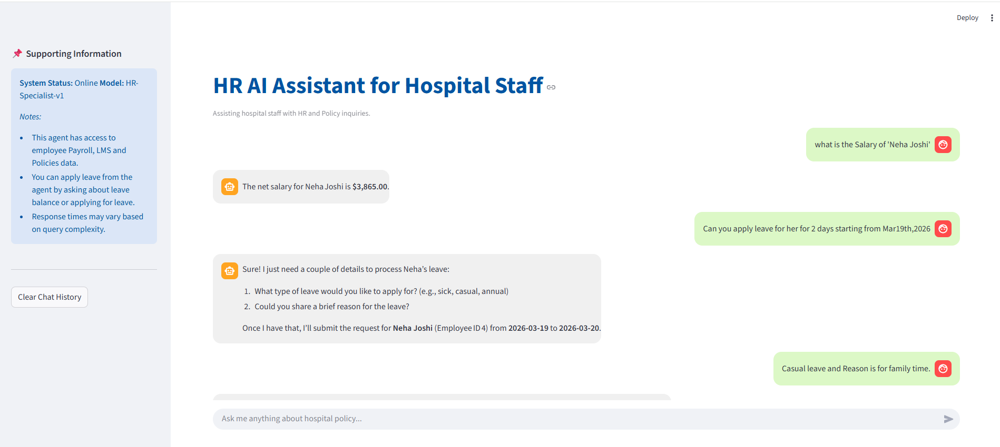 Deploy
📌 Supporting Information
System Status: Online Model: HR-
Specialist-v1
Notes:
• This agent has access to
employee Payroll, LMS and
Policies data.
• You can apply leave from the
agent by asking about leave
balance or applying for leave.
• Response times may vary based
on query complexity.
Clear Chat History
HR AI Assistant for Hospital Staff
Assisting hospital staff with HR and Policy inquiries.
what is the Salary of 'Neha Joshi'
The net salary for Neha Joshi is $3,865.00.
Can you apply leave for her for 2 days starting from Mar19th,2026
Sure! I just need a couple of details to process Neha’s leave:
1. What type of leave would you like to apply for? (e.g., sick, casual, annual)
2. Could you share a brief reason for the leave?
Once I have that, I’ll submit the request for Neha Joshi (Employee ID 4) from 2026-03-19 to 2026-03-20.
Casual leave and Reason is for family time.
Ask me anything about hospital policy...